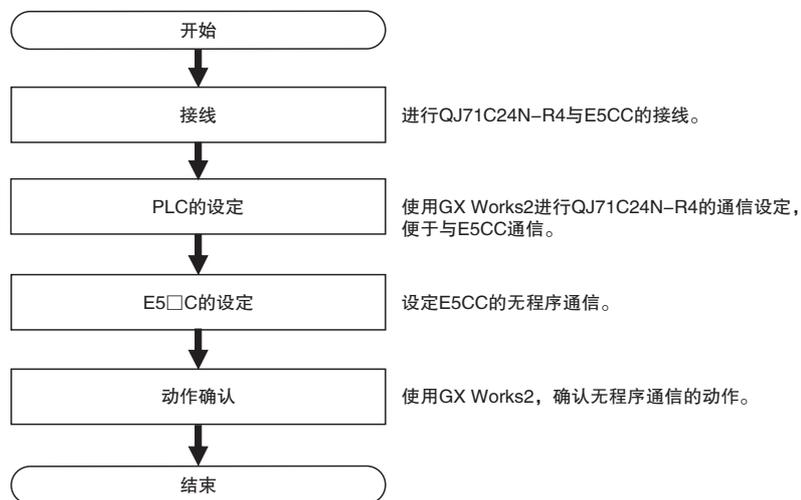 开始
接线
进行QJ71C24N-R4与E5CC的接线。
PLC的设定
使用GX Works2进行QJ71C24N-R4的通信设定，
便于与E5CC通信。
E5□C的设定
设定E5CC的无程序通信。
动作确认
使用GX Works2，确认无程序通信的动作。
结束